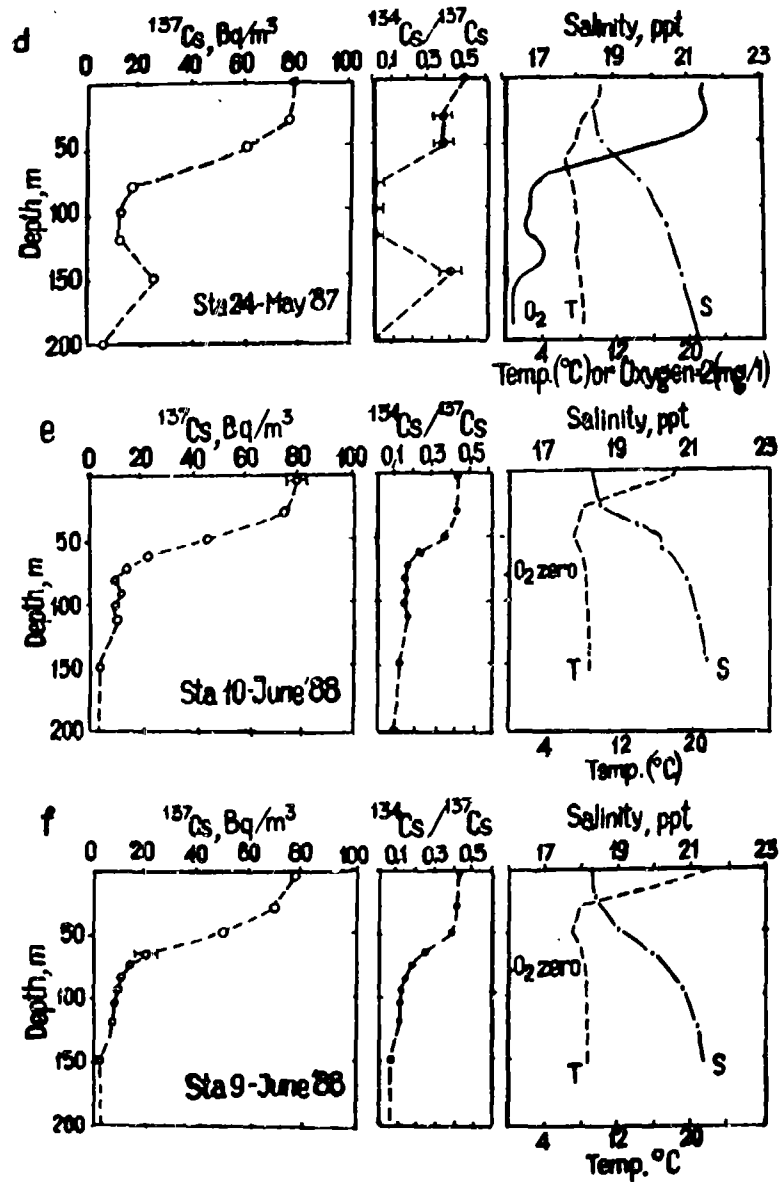 d
137Cs, Bq/m3
134Cs/137Cs
Salinity, ppt
0 20 40 60 80 100
0,1 0,3 0,5
17 19 21 23
Depth, m
50
100
150
200
Sta 24-May '87
O2
T
S
4 12 20
Temp.(°C) or Oxygen·2(mg/l)
e
137Cs, Bq/m3
134Cs/137Cs
Salinity, ppt
0 20 40 60 80 100
0,1 0,3 0,5
17 19 21 23
Depth, m
50
100
150
200
Sta 10-June '88
O2 zero
T
S
4 12 20
Temp.(°C)
f
137Cs, Bq/m3
134Cs/137Cs
Salinity, ppt
0 20 40 60 80 100
0,1 0,3 0,5
17 19 21 23
Depth, m
50
100
150
200
Sta 9-June '88
O2 zero
T
S
4 12 20
Temp. °C